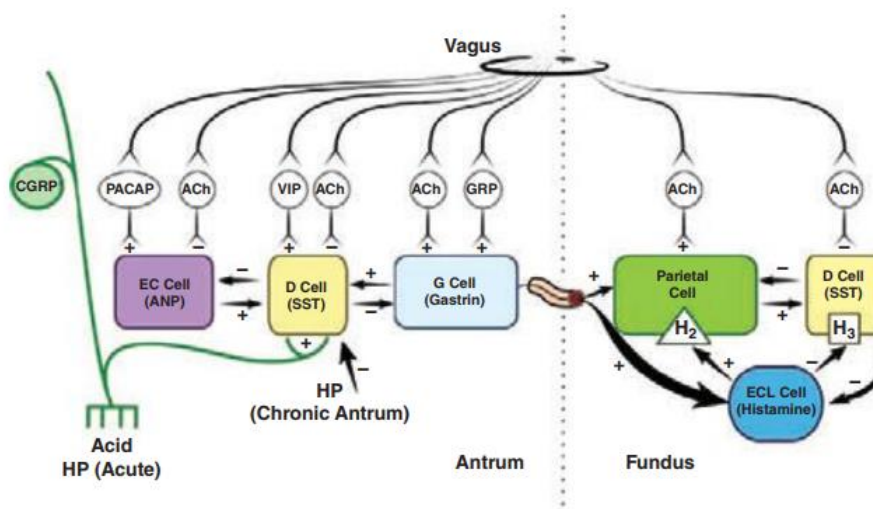 Vagus
CGRP
PACAP
ACh
VIP
ACh
ACh
GRP
ACh
ACh
+
−
+
−
+
+
+
−
EC Cell
(ANP)
−
+
D Cell
(SST)
+
−
G Cell
(Gastrin)
+
Parietal
Cell
H2
−
+
D Cell
(SST)
H3
+
−
HP
(Chronic Antrum)
+
+
−
ECL Cell
(Histamine)
−
Acid
HP (Acute)
Antrum
Fundus